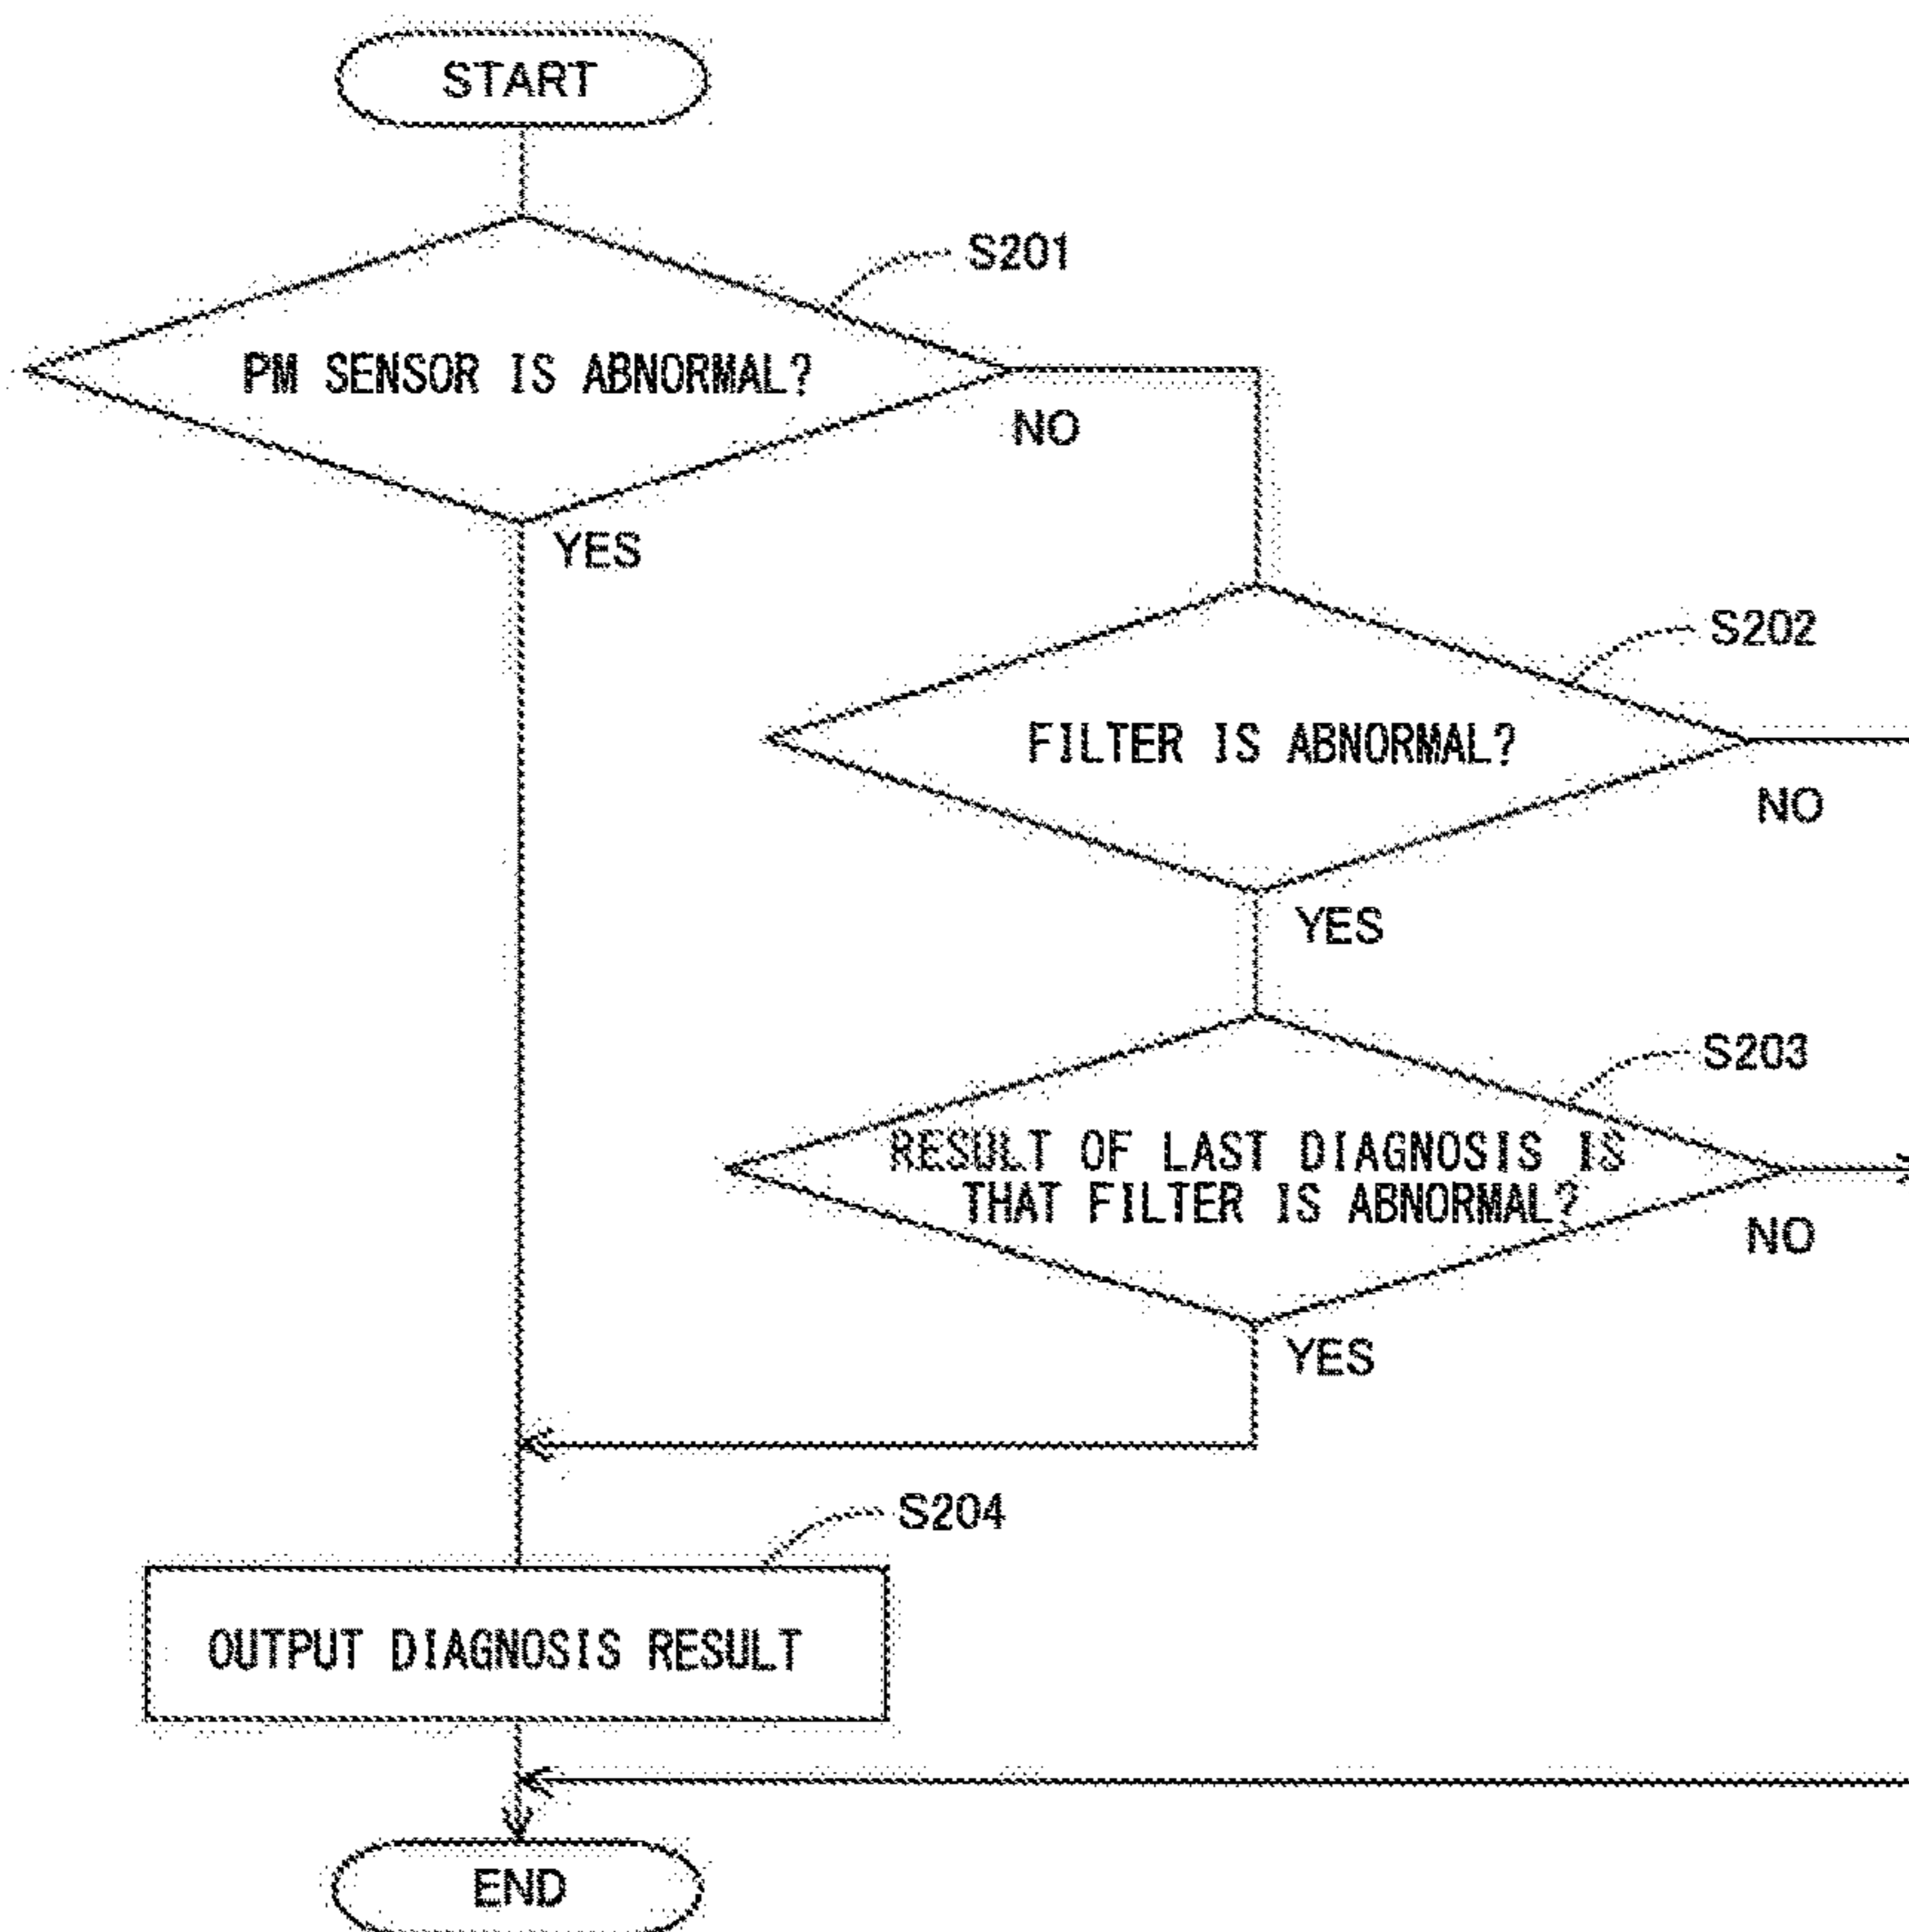 START
S201
PM SENSOR IS ABNORMAL?
NO
YES
S202
FILTER IS ABNORMAL?
NO
YES
S203
RESULT OF LAST DIAGNOSIS IS
THAT FILTER IS ABNORMAL?
NO
YES
S204
OUTPUT DIAGNOSIS RESULT
END